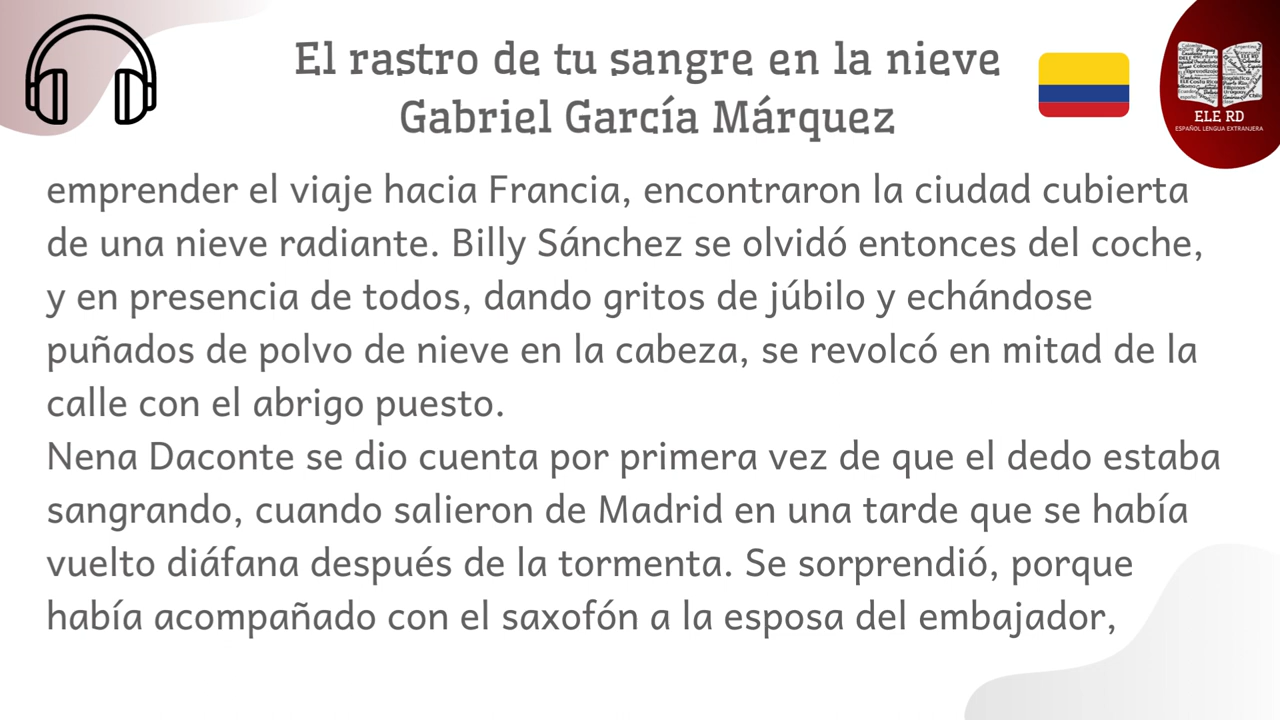 El rastro de tu sangre en la nieve
Gabriel García Márquez
ELE RD
ESPAÑOL LENGUA EXTRANJERA
emprender el viaje hacia Francia, encontraron la ciudad cubierta
de una nieve radiante. Billy Sánchez se olvidó entonces del coche,
y en presencia de todos, dando gritos de júbilo y echándose
puñados de polvo de nieve en la cabeza, se revolcó en mitad de la
calle con el abrigo puesto.
Nena Daconte se dio cuenta por primera vez de que el dedo estaba
sangrando, cuando salieron de Madrid en una tarde que se había
vuelto diáfana después de la tormenta. Se sorprendió, porque
había acompañado con el saxofón a la esposa del embajador,